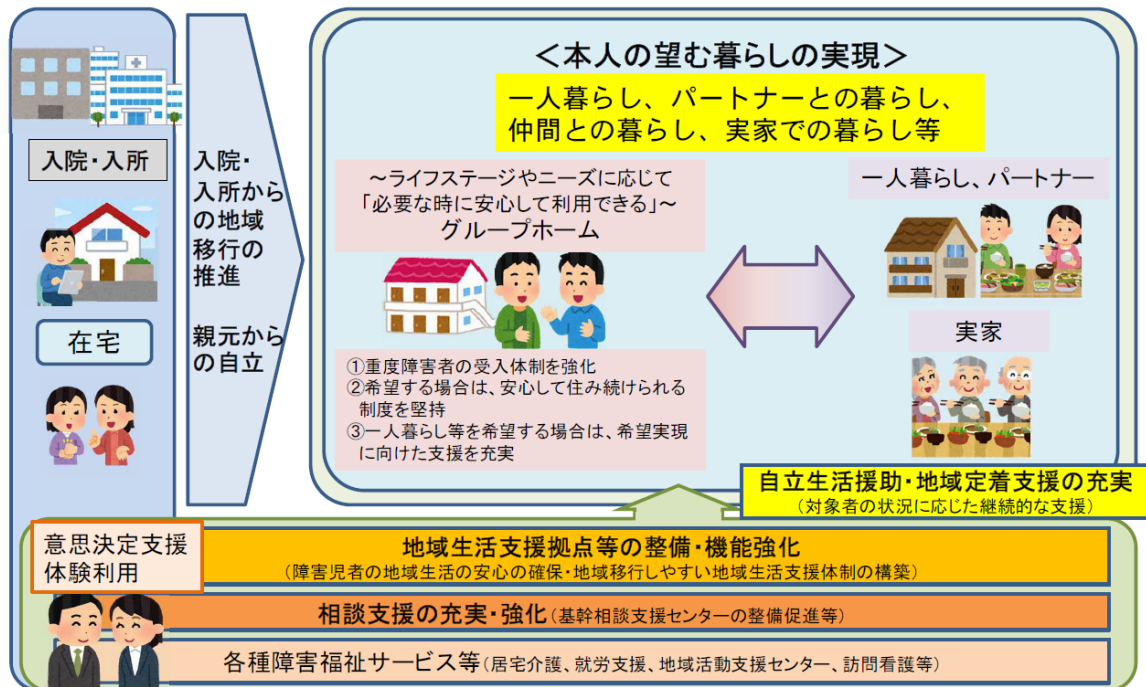 入院・入所
在宅
入院・
入所から
の地域
移行の
推進
親元から
の自立
＜本人の望む暮らしの実現＞
一人暮らし、パートナーとの暮らし、
仲間との暮らし、実家での暮らし等
～ライフステージやニーズに応じて
「必要な時に安心して利用できる」～
グループホーム
①重度障害者の受入体制を強化
②希望する場合は、安心して住み続けられる
制度を堅持
③一人暮らし等を希望する場合は、希望実現
に向けた支援を充実
一人暮らし、パートナー
実家
自立生活援助・地域定着支援の充実
（対象者の状況に応じた継続的な支援）
意思決定支援
体験利用
地域生活支援拠点等の整備・機能強化
（障害児者の地域生活の安心の確保・地域移行しやすい地域生活支援体制の構築）
相談支援の充実・強化（基幹相談支援センターの整備促進等）
各種障害福祉サービス等（居宅介護、就労支援、地域活動支援センター、訪問看護等）